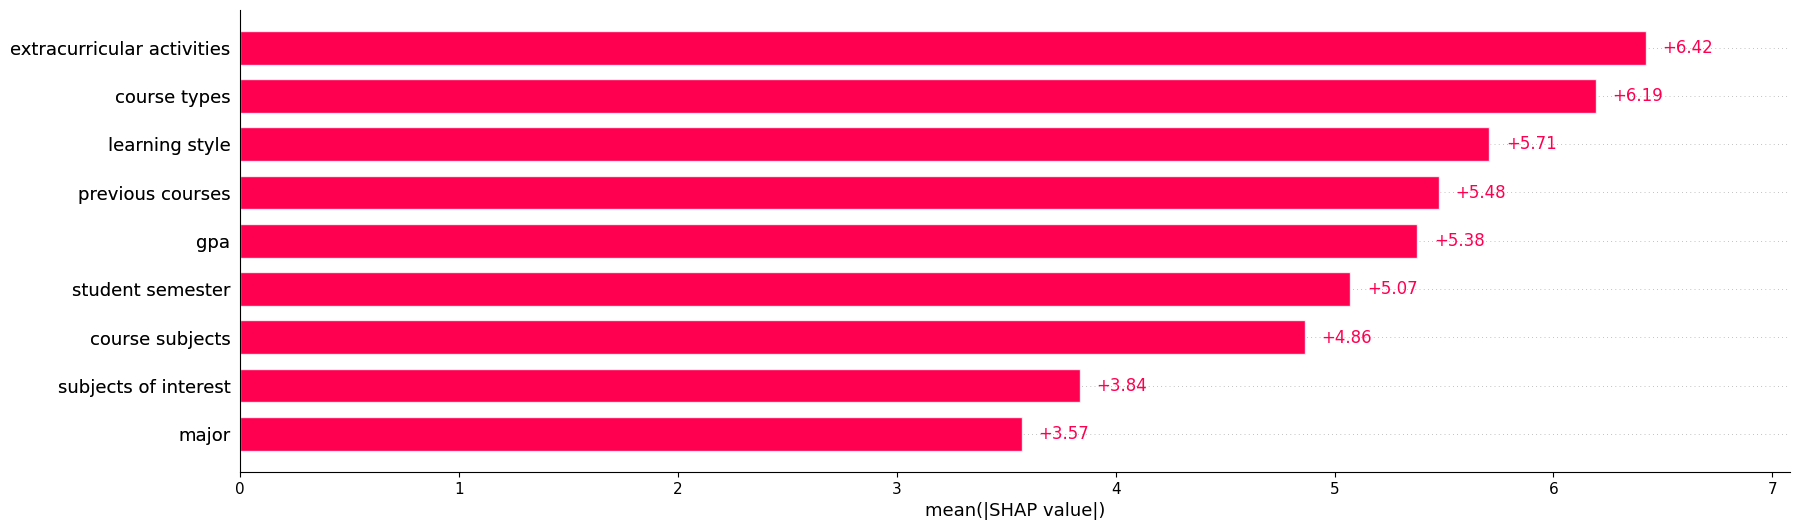 extracurricular activities +6.42
course types +6.19
learning style +5.71
previous courses +5.48
gpa +5.38
student semester +5.07
course subjects +4.86
subjects of interest +3.84
major +3.57
0 1 2 3 4 5 6 7
mean(|SHAP value|)